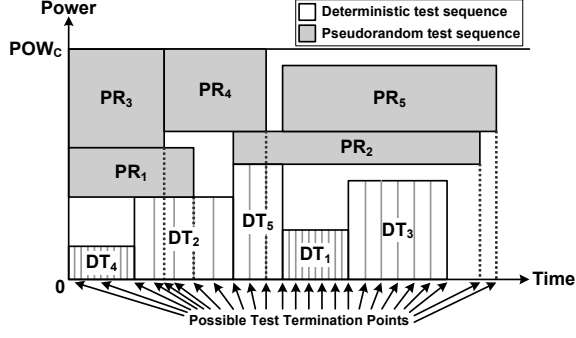 Power
Deterministic test sequence
Pseudorandom test sequence
POWC
PR3
PR4
PR5
PR2
PR1
DT5
DT3
DT2
DT1
DT4
0
Time
Possible Test Termination Points